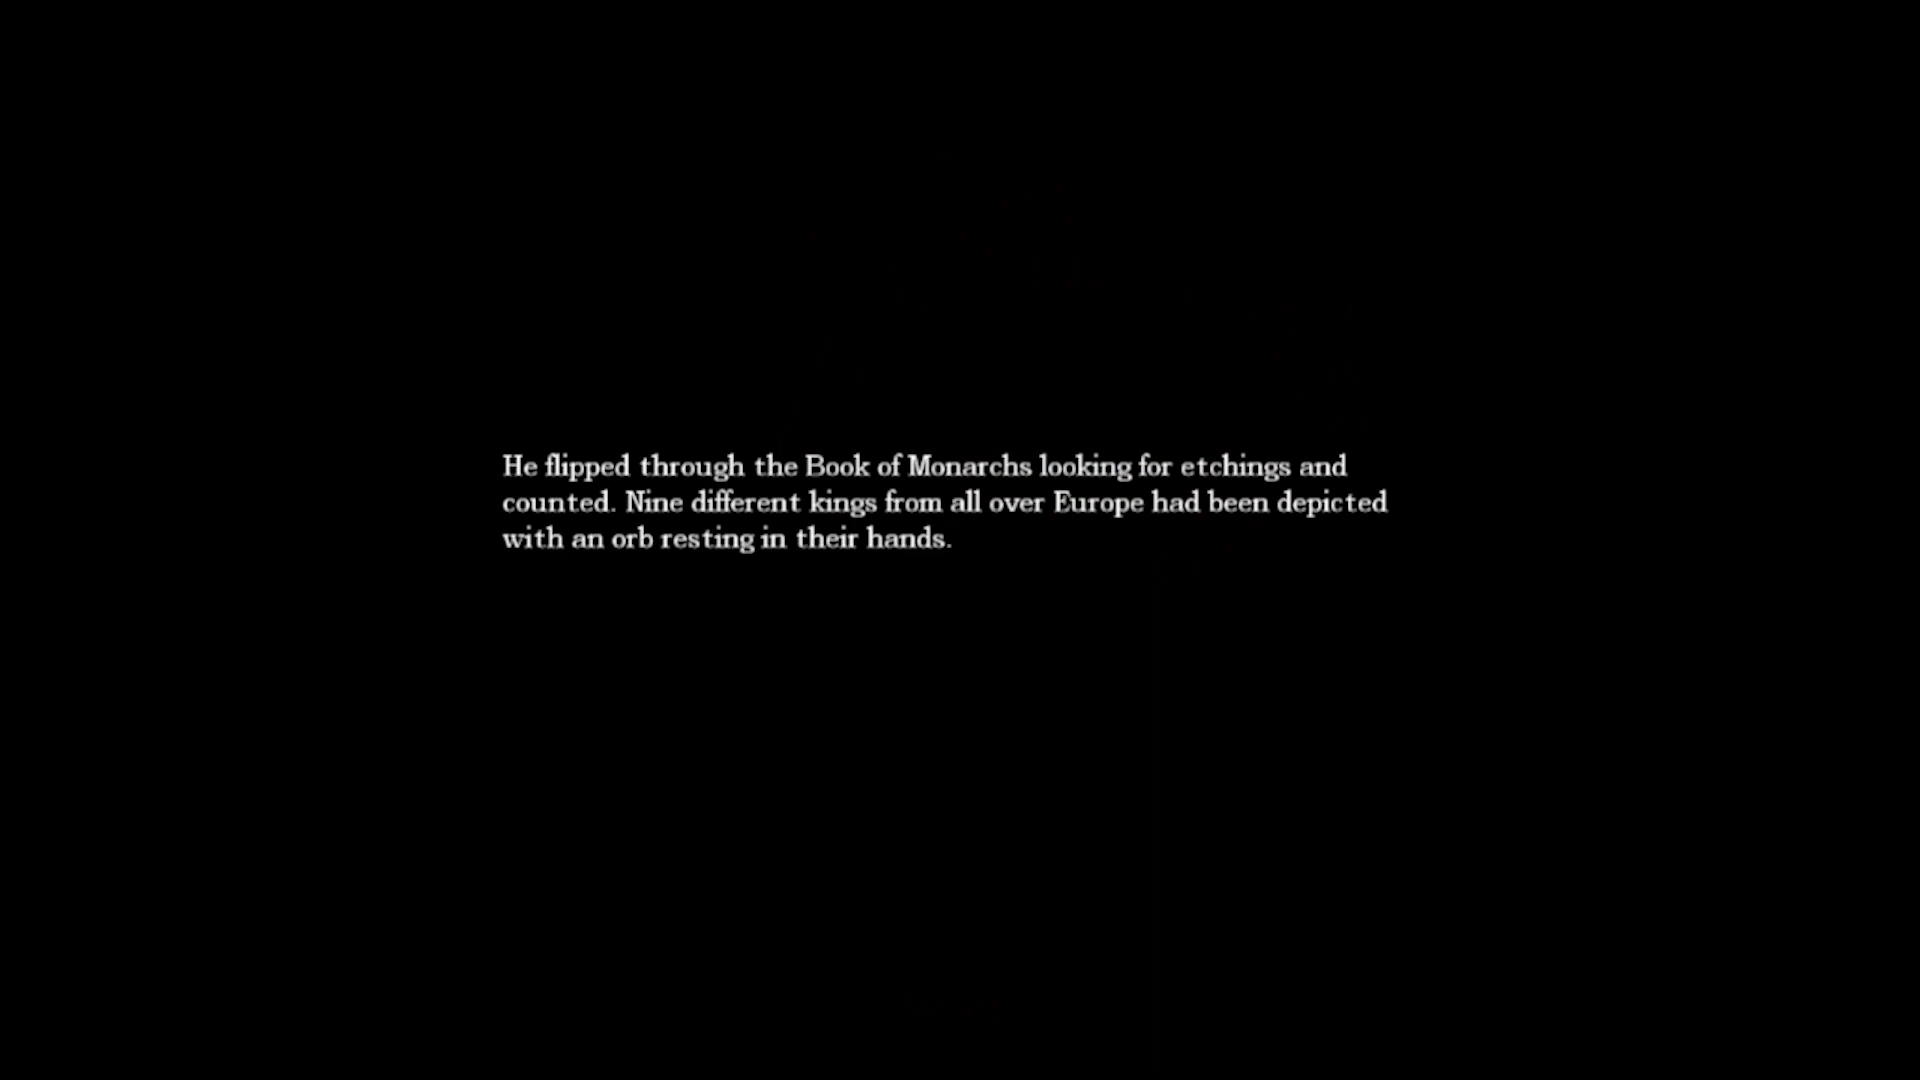 He flipped through the Book of Monarchs looking for etchings and
counted. Nine different kings from all over Europe had been depicted
with an orb resting in their hands.